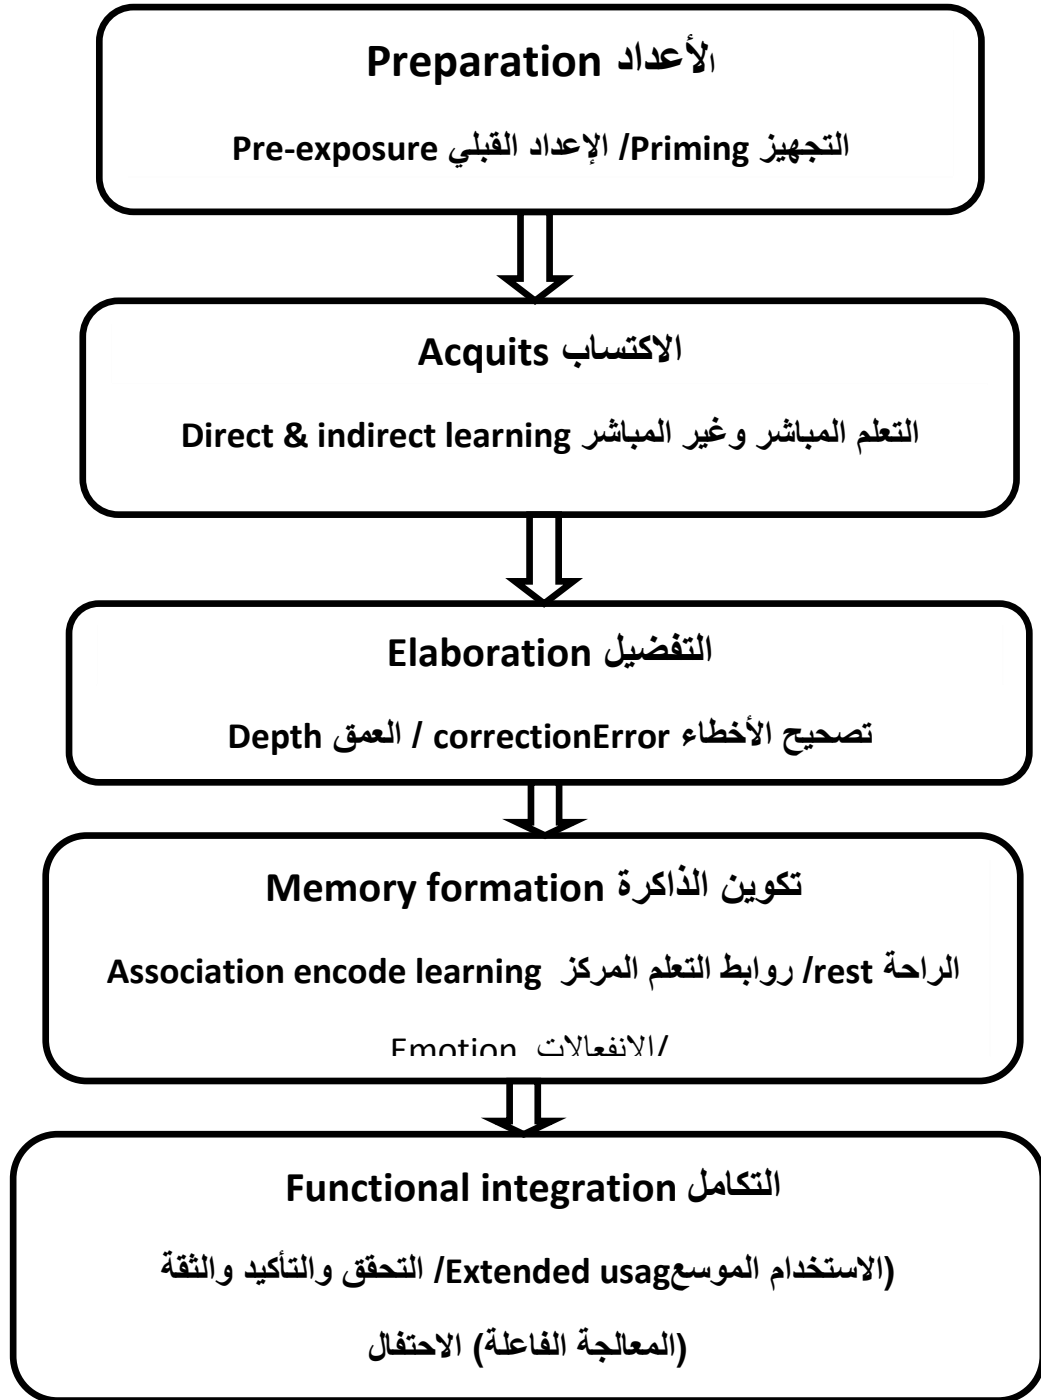 الأعداد Preparation
التجهيز Priming/ الإعداد القبلي Pre-exposure
الاكتساب Acquits
التعلم المباشر وغير المباشر Direct & indirect learning
التفضيل Elaboration
تصحيح الأخطاء correctionError / العمق Depth
تكوين الذاكرة Memory formation
الراحة rest/ روابط التعلم المركز Association encode learning
/الانفعالات Emotion
التكامل Functional integration
(الاستخدام الموسعExtended usag/ التحقق والتأكيد والثقة
(المعالجة الفاعلة) الاحتفال